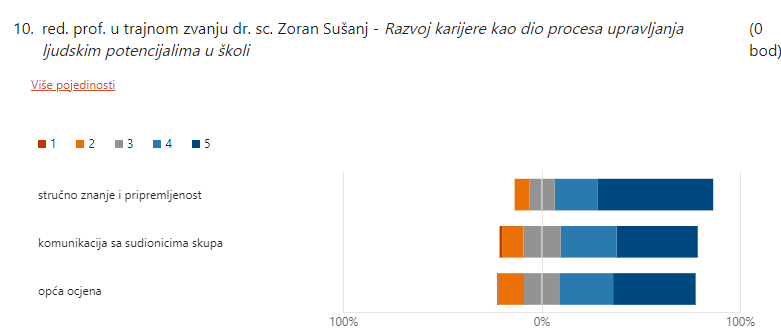 10. red. prof. u trajnom zvanju dr. sc. Zoran Sušanj - Razvoj karijere kao dio procesa upravljanja (0
ljudskim potencijalima u školi bod)
Više pojedinosti
1 2 3 4 5
stručno znanje i pripremljenost
komunikacija sa sudionicima skupa
opća ocjena
100% 0% 100%